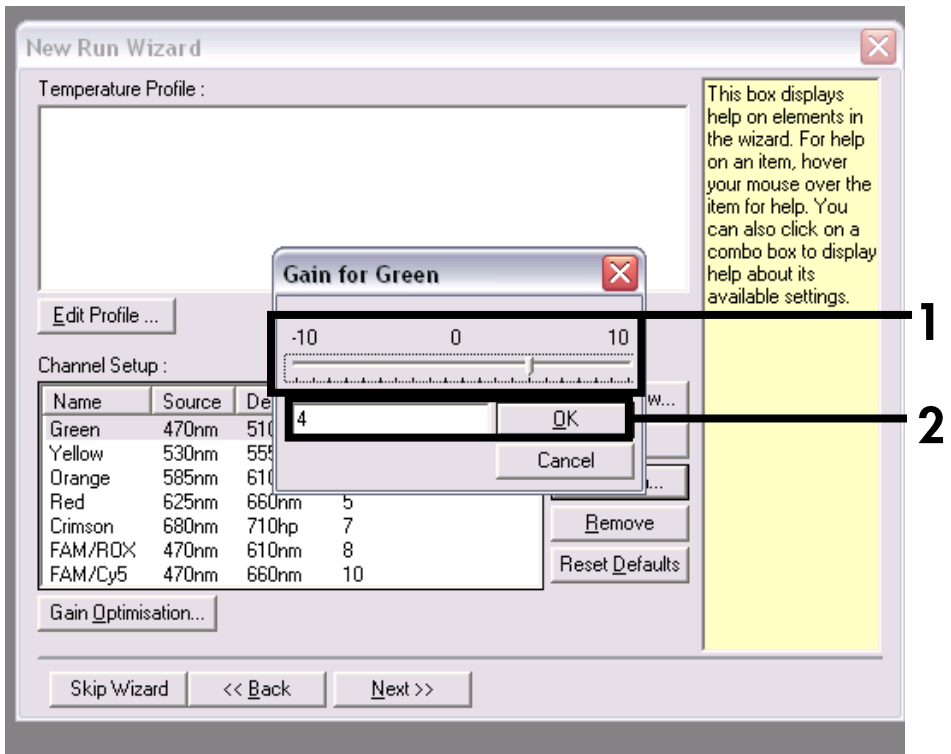 New Run Wizard
Temperature Profile :
This box displays
help on elements in
the wizard. For help
on an item, hover
your mouse over the
item for help. You
can also click on a
combo box to display
help about its
available settings.
Edit Profile ...
Gain for Green
-10 0 10
1
4 OK
2
Cancel
Channel Setup :
Name Source
Green 470nm
Yellow 530nm
Orange 585nm
Red 625nm 660nm 5
Crimson 680nm 710hp 7
FAM/ROX 470nm 610nm 8
FAM/Cy5 470nm 660nm 10
Remove
Reset Defaults
Gain Optimisation...
Skip Wizard << Back Next >>